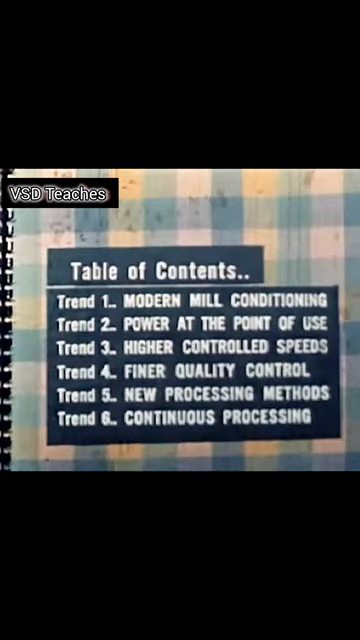 VSD Teaches
Table of Contents..
Trend 1.. MODERN MILL CONDITIONING
Trend 2.. POWER AT THE POINT OF USE
Trend 3.. HIGHER CONTROLLED SPEEDS
Trend 4.. FINER QUALITY CONTROL
Trend 5.. NEW PROCESSING METHODS
Trend 6.. CONTINUOUS PROCESSING